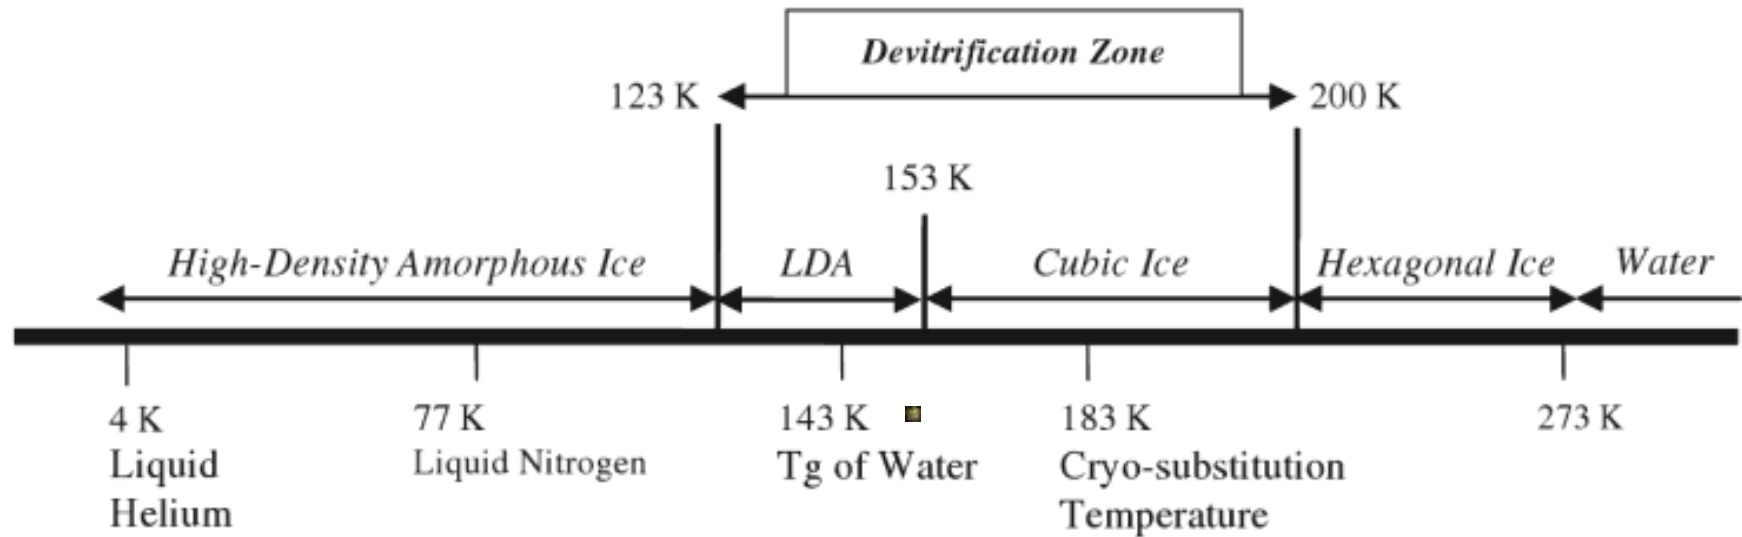 Devitrification Zone
123 K
200 K
153 K
High-Density Amorphous Ice
LDA
Cubic Ice
Hexagonal Ice
Water
4 K
Liquid
Helium
77 K
Liquid Nitrogen
143 K
Tg of Water
183 K
Cryo-substitution
Temperature
273 K